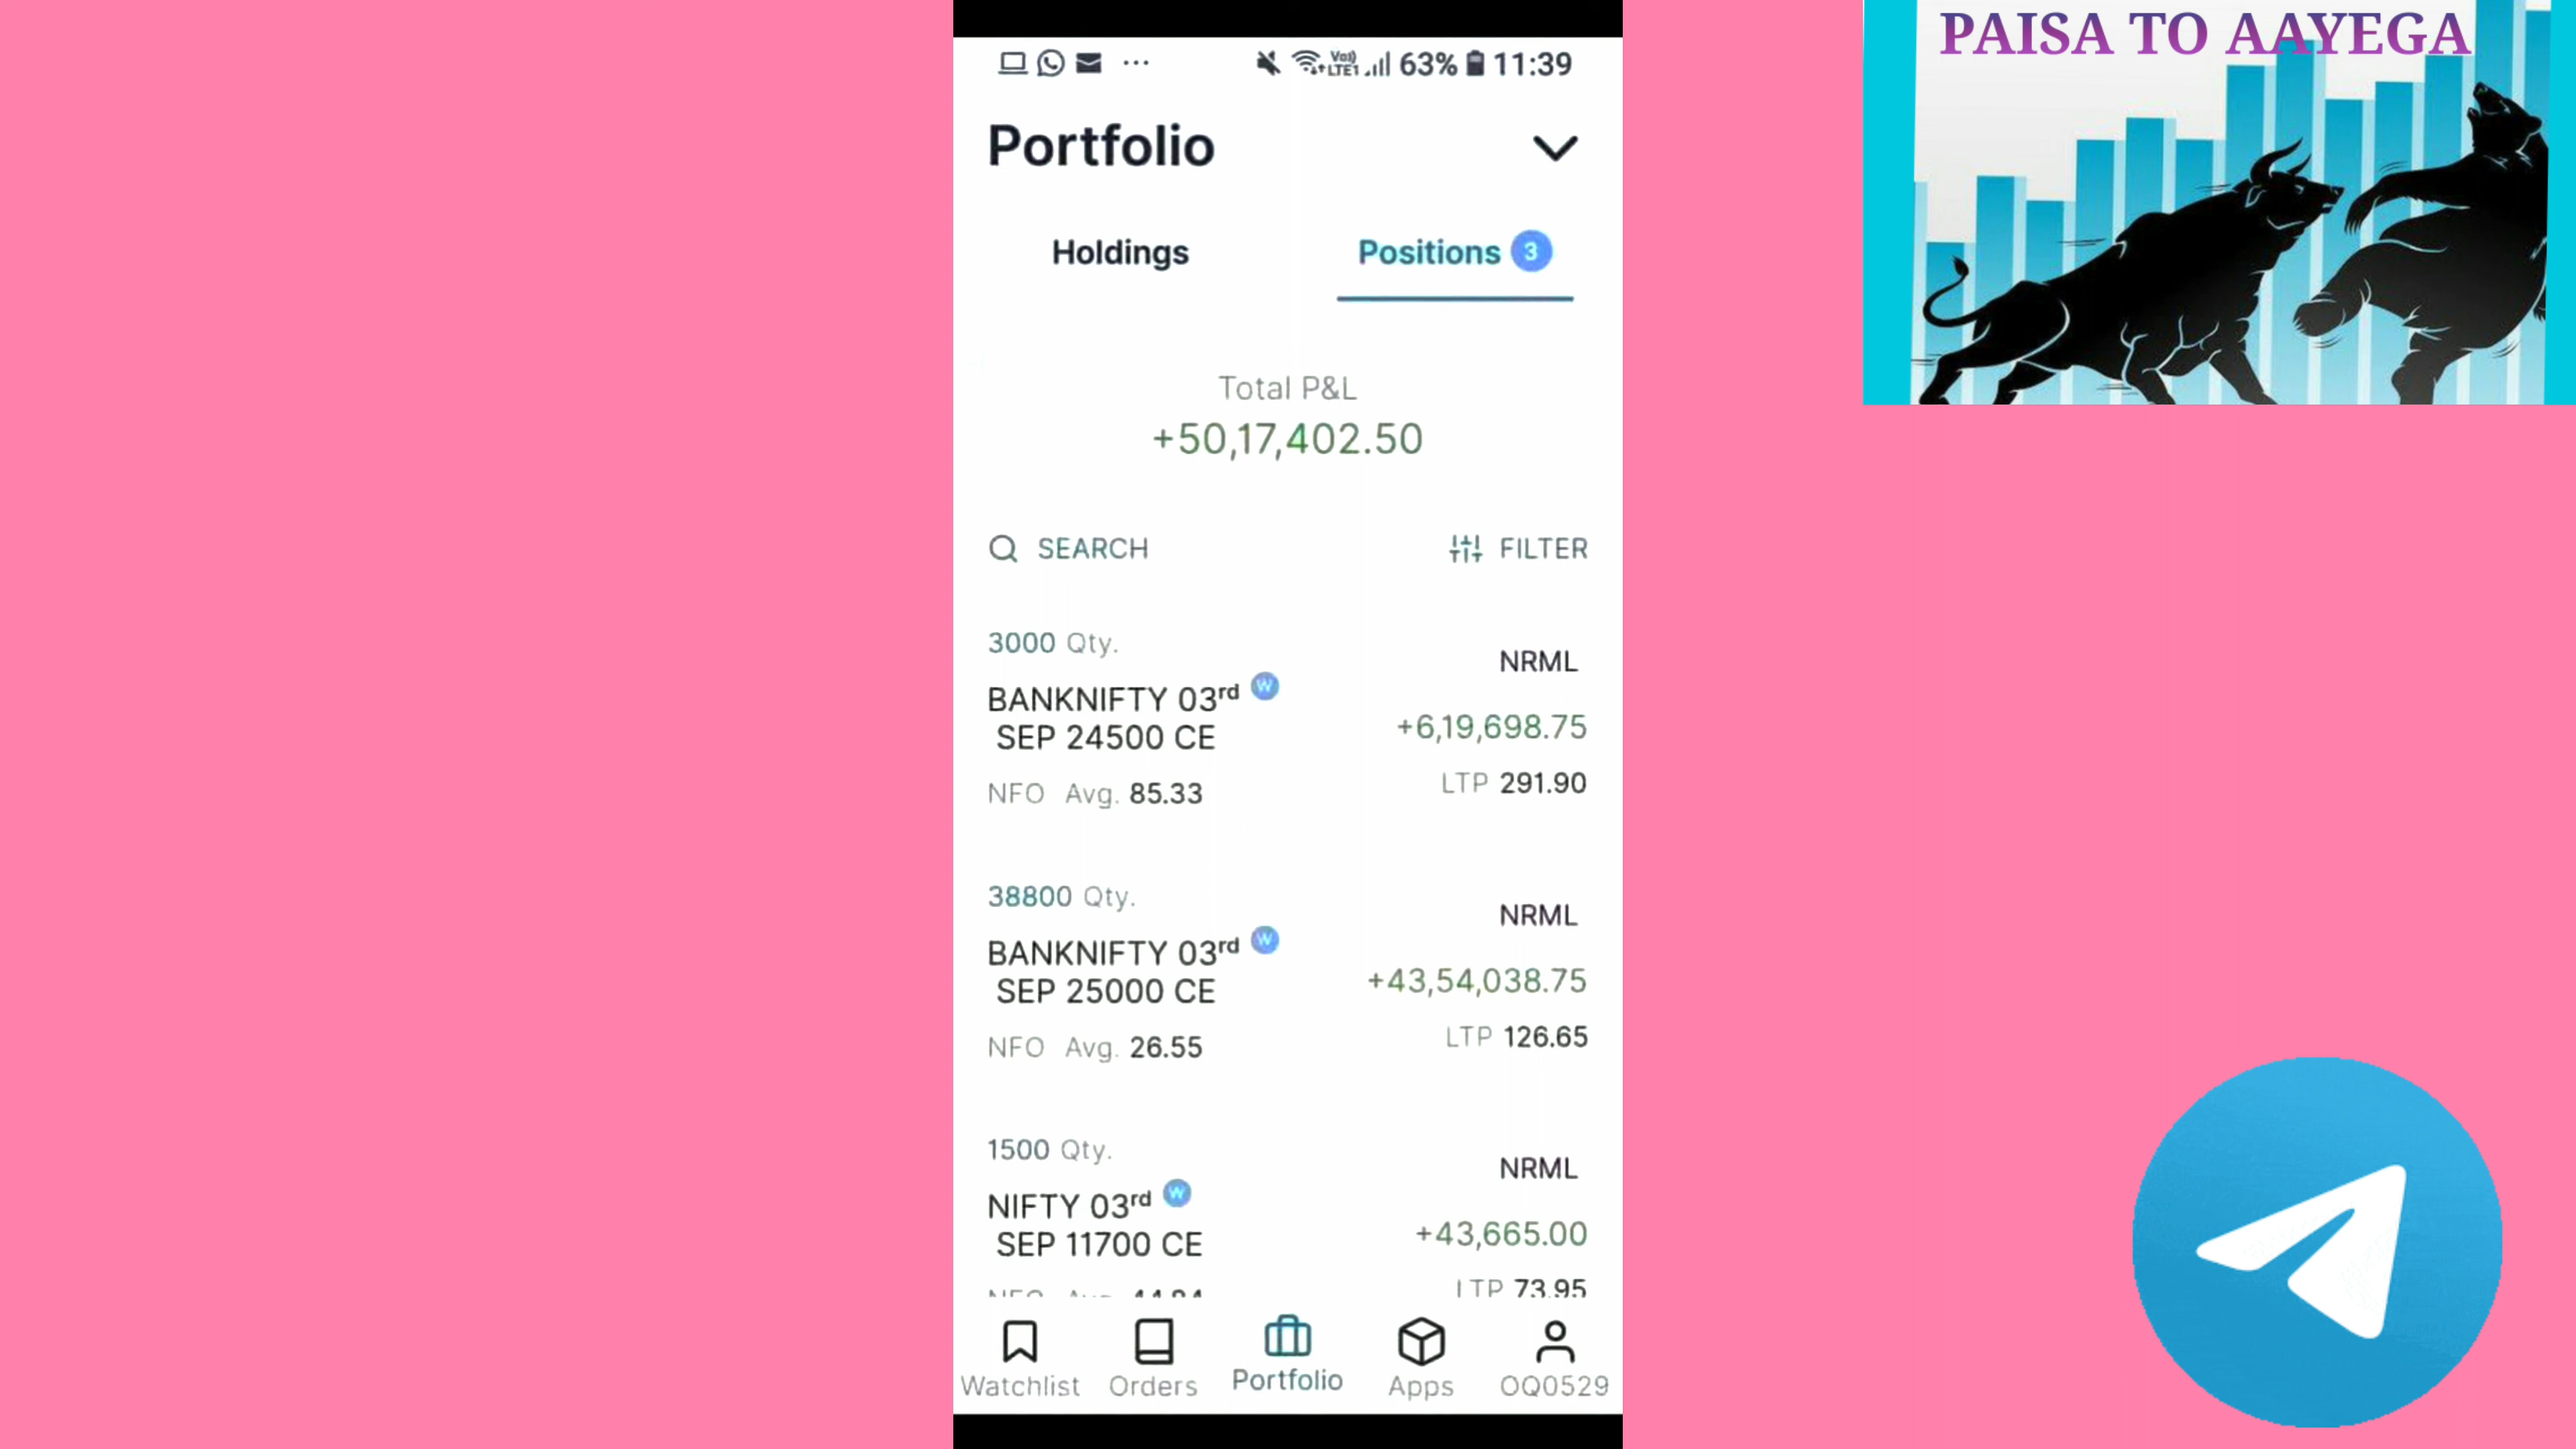 PAISA TO AAYEGA
63% 11:39
Portfolio
Holdings
Positions 3
Total P&L
+50,17,402.50
SEARCH
FILTER
3000 Qty.
NRML
BANKNIFTY 03rd W
SEP 24500 CE
+6,19,698.75
NFO Avg. 85.33
LTP 291.90
38800 Qty.
NRML
BANKNIFTY 03rd W
SEP 25000 CE
+43,54,038.75
NFO Avg. 26.55
LTP 126.65
1500 Qty.
NRML
NIFTY 03rd W
SEP 11700 CE
+43,665.00
LTP 73.95
Watchlist
Orders
Portfolio
Apps
OQ0529